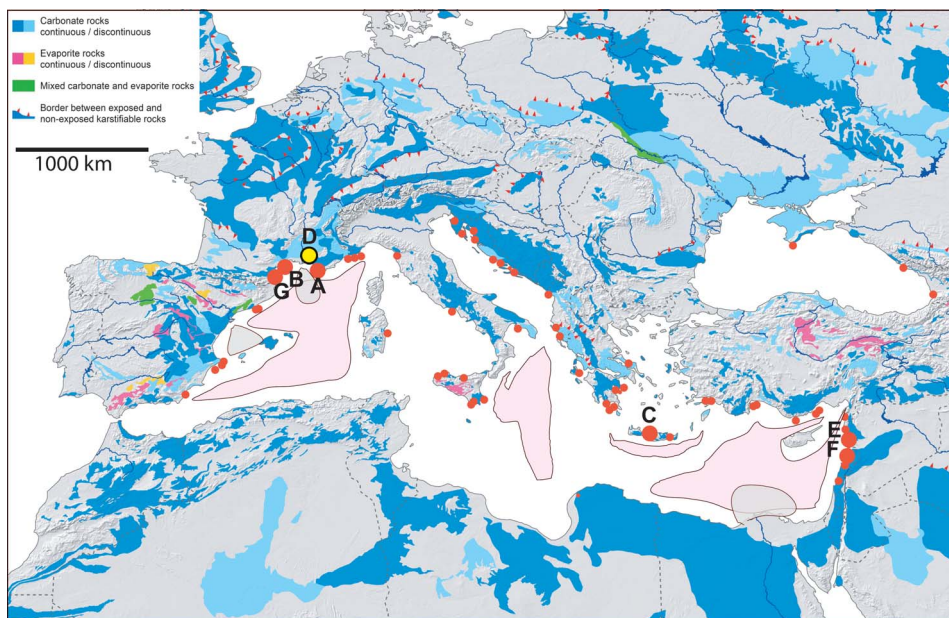 Carbonate rocks
continuous / discontinuous
Evaporite rocks
continuous / discontinuous
Mixed carbonate and evaporite rocks
Border between exposed and
non-exposed karstifiable rocks
1000 km
D
B
G
A
C
E
F